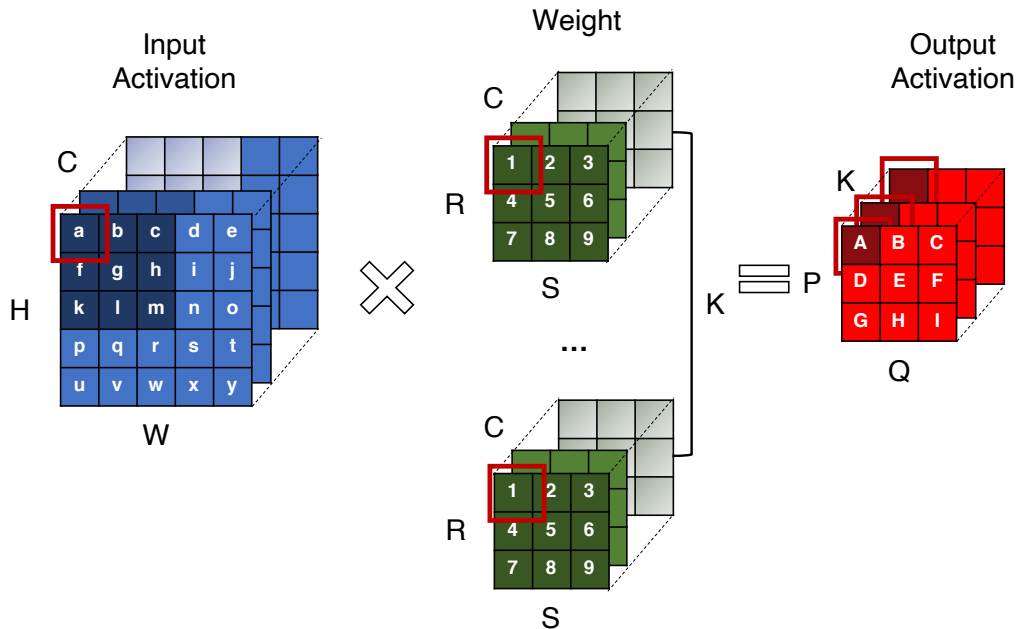 Input
Activation
Weight
Output
Activation
C
H
W
a b c d e
f g h i j
k l m n o
p q r s t
u v w x y
C
R
S
1 2 3
4 5 6
7 8 9
...
K
C
R
S
1 2 3
4 5 6
7 8 9
K
P
Q
A B C
D E F
G H I